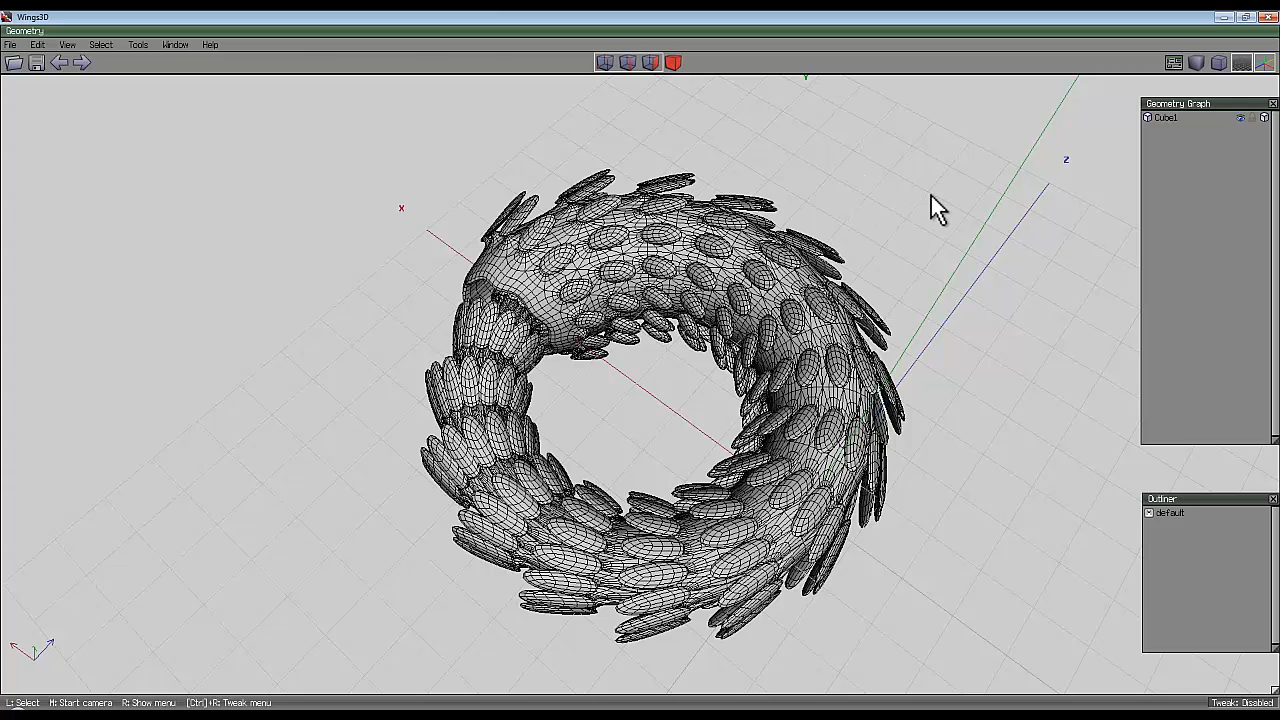 Wings3D
Geometry
File Edit View Select Tools Window Help
Y
Geometry Graph
Cube1
Z
X
Outliner
default
L: Select M: Start camera R: Show menu [Ctrl]+R: Tweak menu
Tweak: Disabled